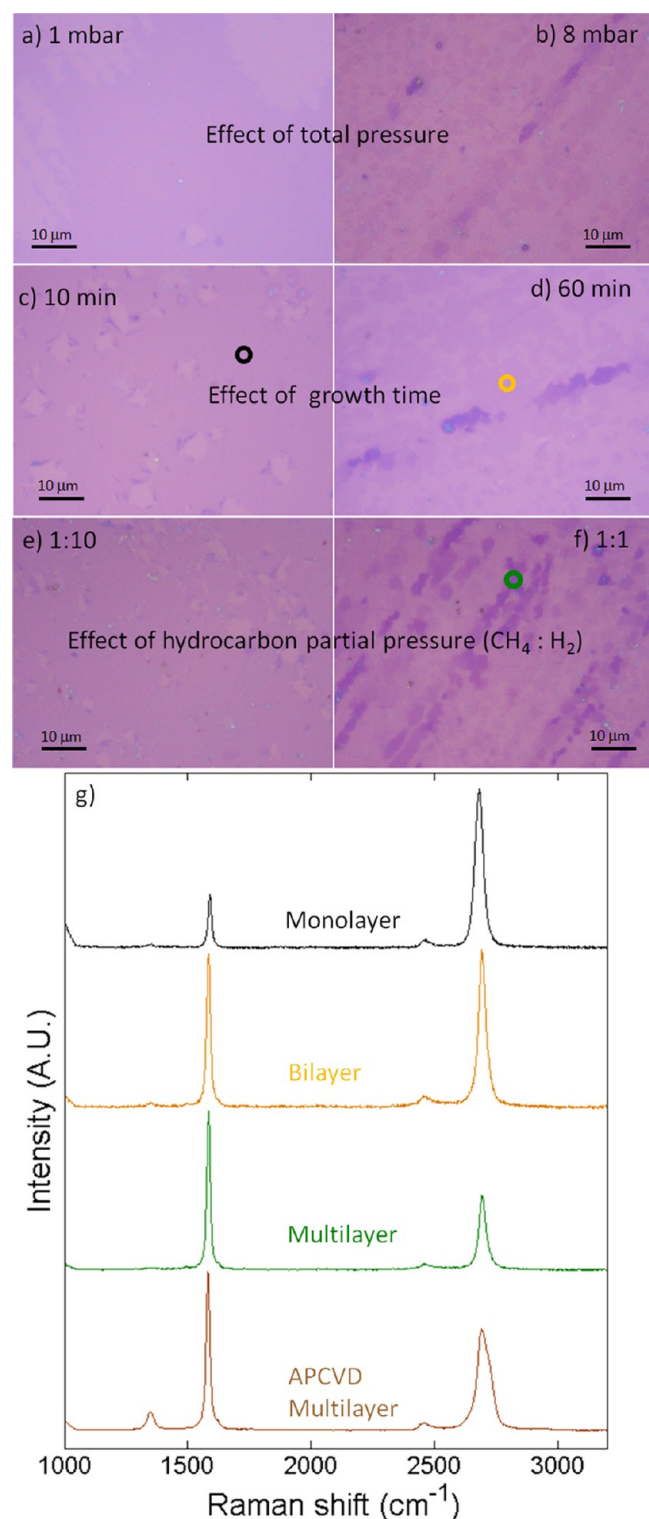 a) 1 mbar
b) 8 mbar
Effect of total pressure
10 µm
10 µm
c) 10 min
d) 60 min
Effect of growth time
10 µm
10 µm
e) 1:10
f) 1:1
Effect of hydrocarbon partial pressure (CH₄ : H₂)
10 µm
10 µm
g)
Monolayer
Bilayer
Multilayer
APCVD
Multilayer
Intensity (A.U.)
1000 1500 2000 2500 3000
Raman shift (cm⁻¹)